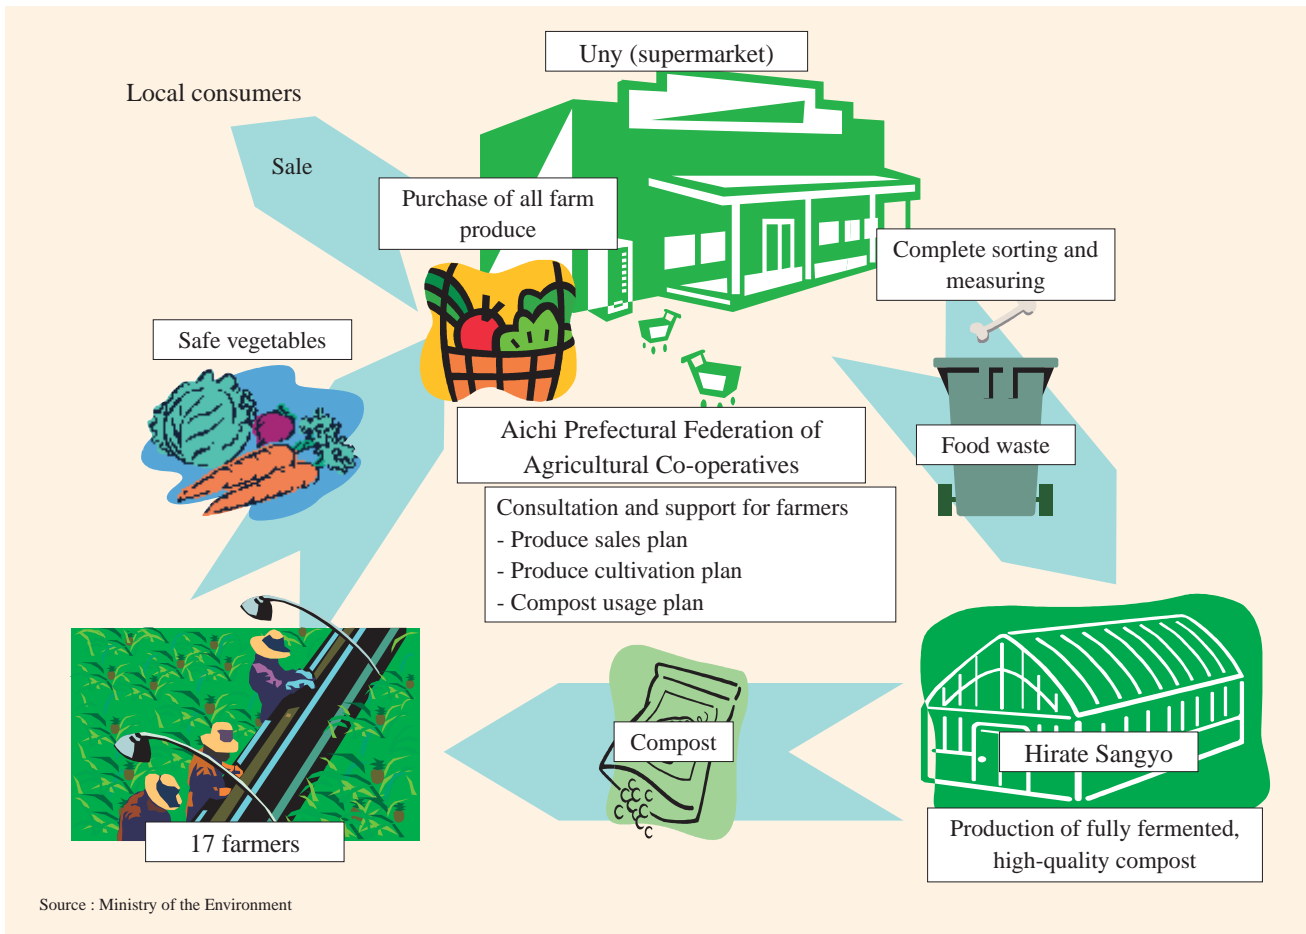 Uny (supermarket)
Local consumers
Sale
Purchase of all farm
produce
Complete sorting and
measuring
Safe vegetables
Food waste
Aichi Prefectural Federation of
Agricultural Co-operatives
Consultation and support for farmers
- Produce sales plan
- Produce cultivation plan
- Compost usage plan
Compost
Hirate Sangyo
17 farmers
Production of fully fermented,
high-quality compost
Source : Ministry of the Environment